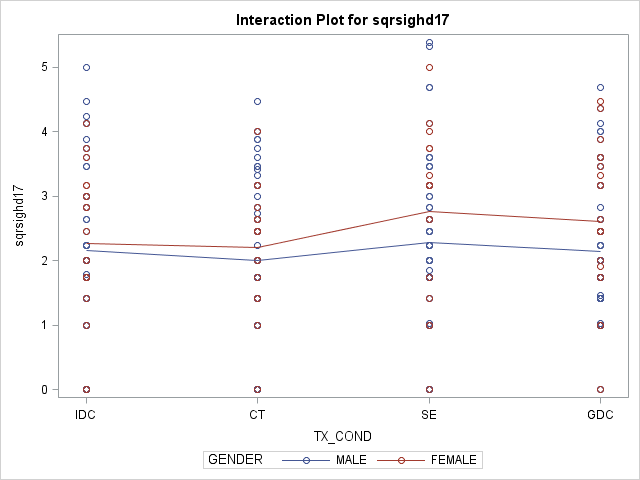 Interaction Plot for sqrsighd17
5
4
3
2
1
0
sqrsighd17
IDC CT SE GDC
TX_COND
GENDER MALE FEMALE